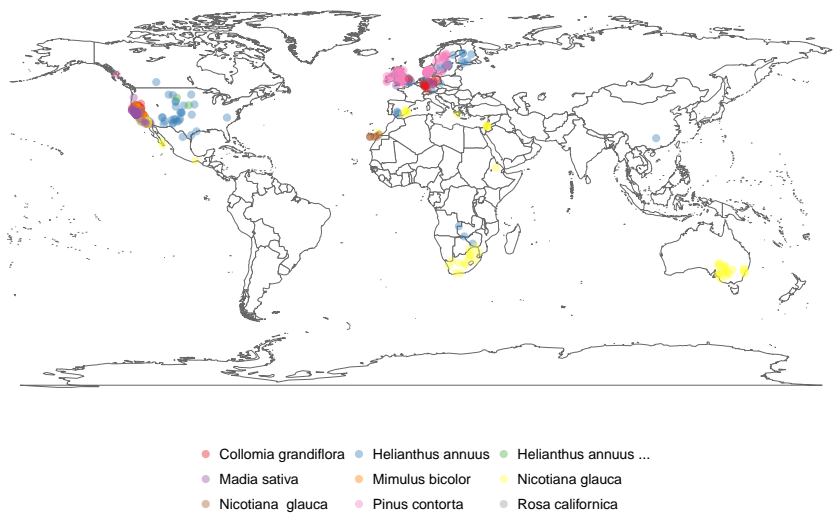 Collomia grandiflora Helianthus annuus Helianthus annuus ...
Madia sativa Mimulus bicolor Nicotiana glauca
Nicotiana  glauca Pinus contorta Rosa californica